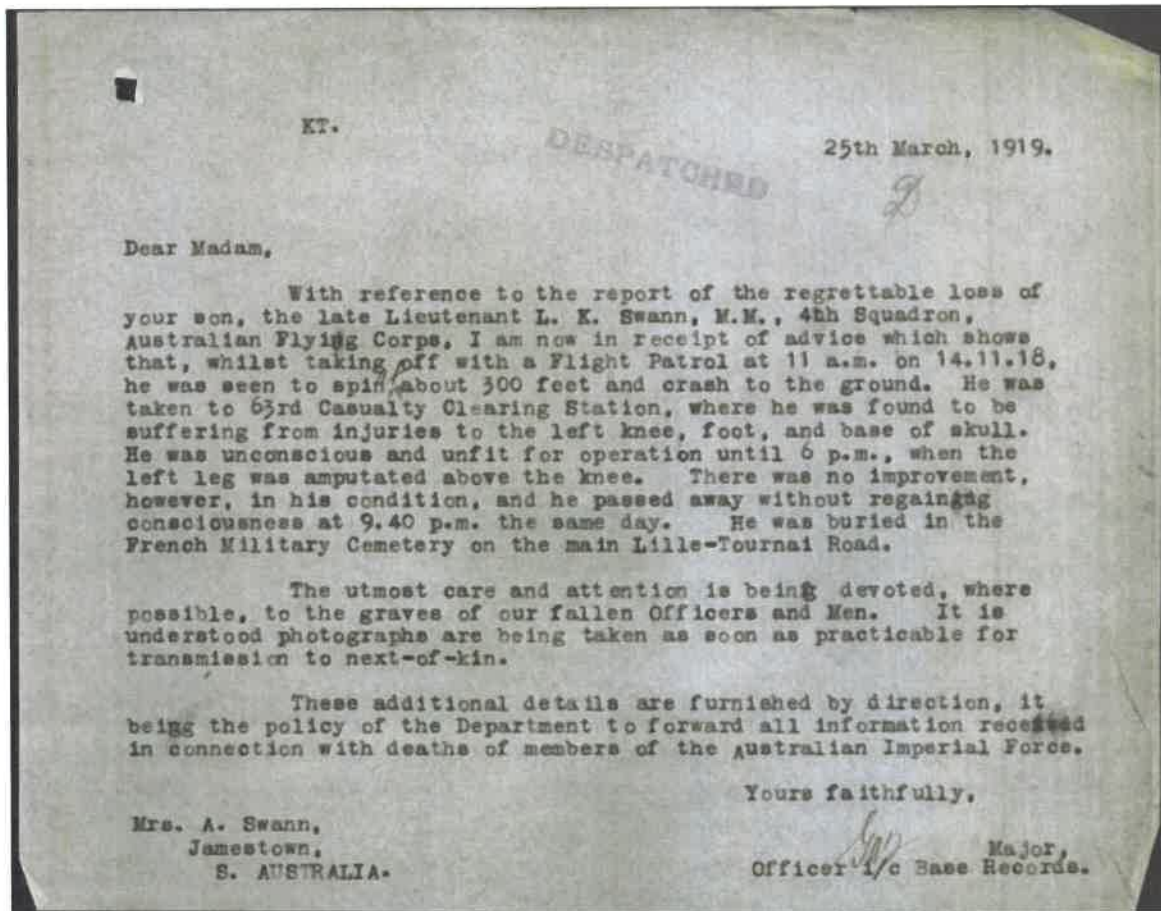 KT.
DESPATCHED
25th March, 1919.
Dear Madam,
With reference to the report of the regrettable loss of
your son, the late Lieutenant L. K. Swann, M.M., 4th Squadron,
Australian Flying Corps, I am now in receipt of advice which shows
that, whilst taking off with a Flight Patrol at 11 a.m. on 14.11.18,
he was seen to spin about 300 feet and crash to the ground. He was
taken to 63rd Casualty Clearing Station, where he was found to be
suffering from injuries to the left knee, foot, and base of skull.
He was unconscious and unfit for operation until 6 p.m., when the
left leg was amputated above the knee. There was no improvement,
however, in his condition, and he passed away without regaining
consciousness at 9.40 p.m. the same day. He was buried in the
French Military Cemetery on the main Lille-Tournai Road.
The utmost care and attention is being devoted, where
possible, to the graves of our fallen Officers and Men. It is
understood photographs are being taken as soon as practicable for
transmission to next-of-kin.
These additional details are furnished by direction, it
being the policy of the Department to forward all information received
in connection with deaths of members of the Australian Imperial Force.
Yours faithfully,
Mrs. A. Swann,
Jamestown,
S. AUSTRALIA.
Major,
Officer i/c Base Records.